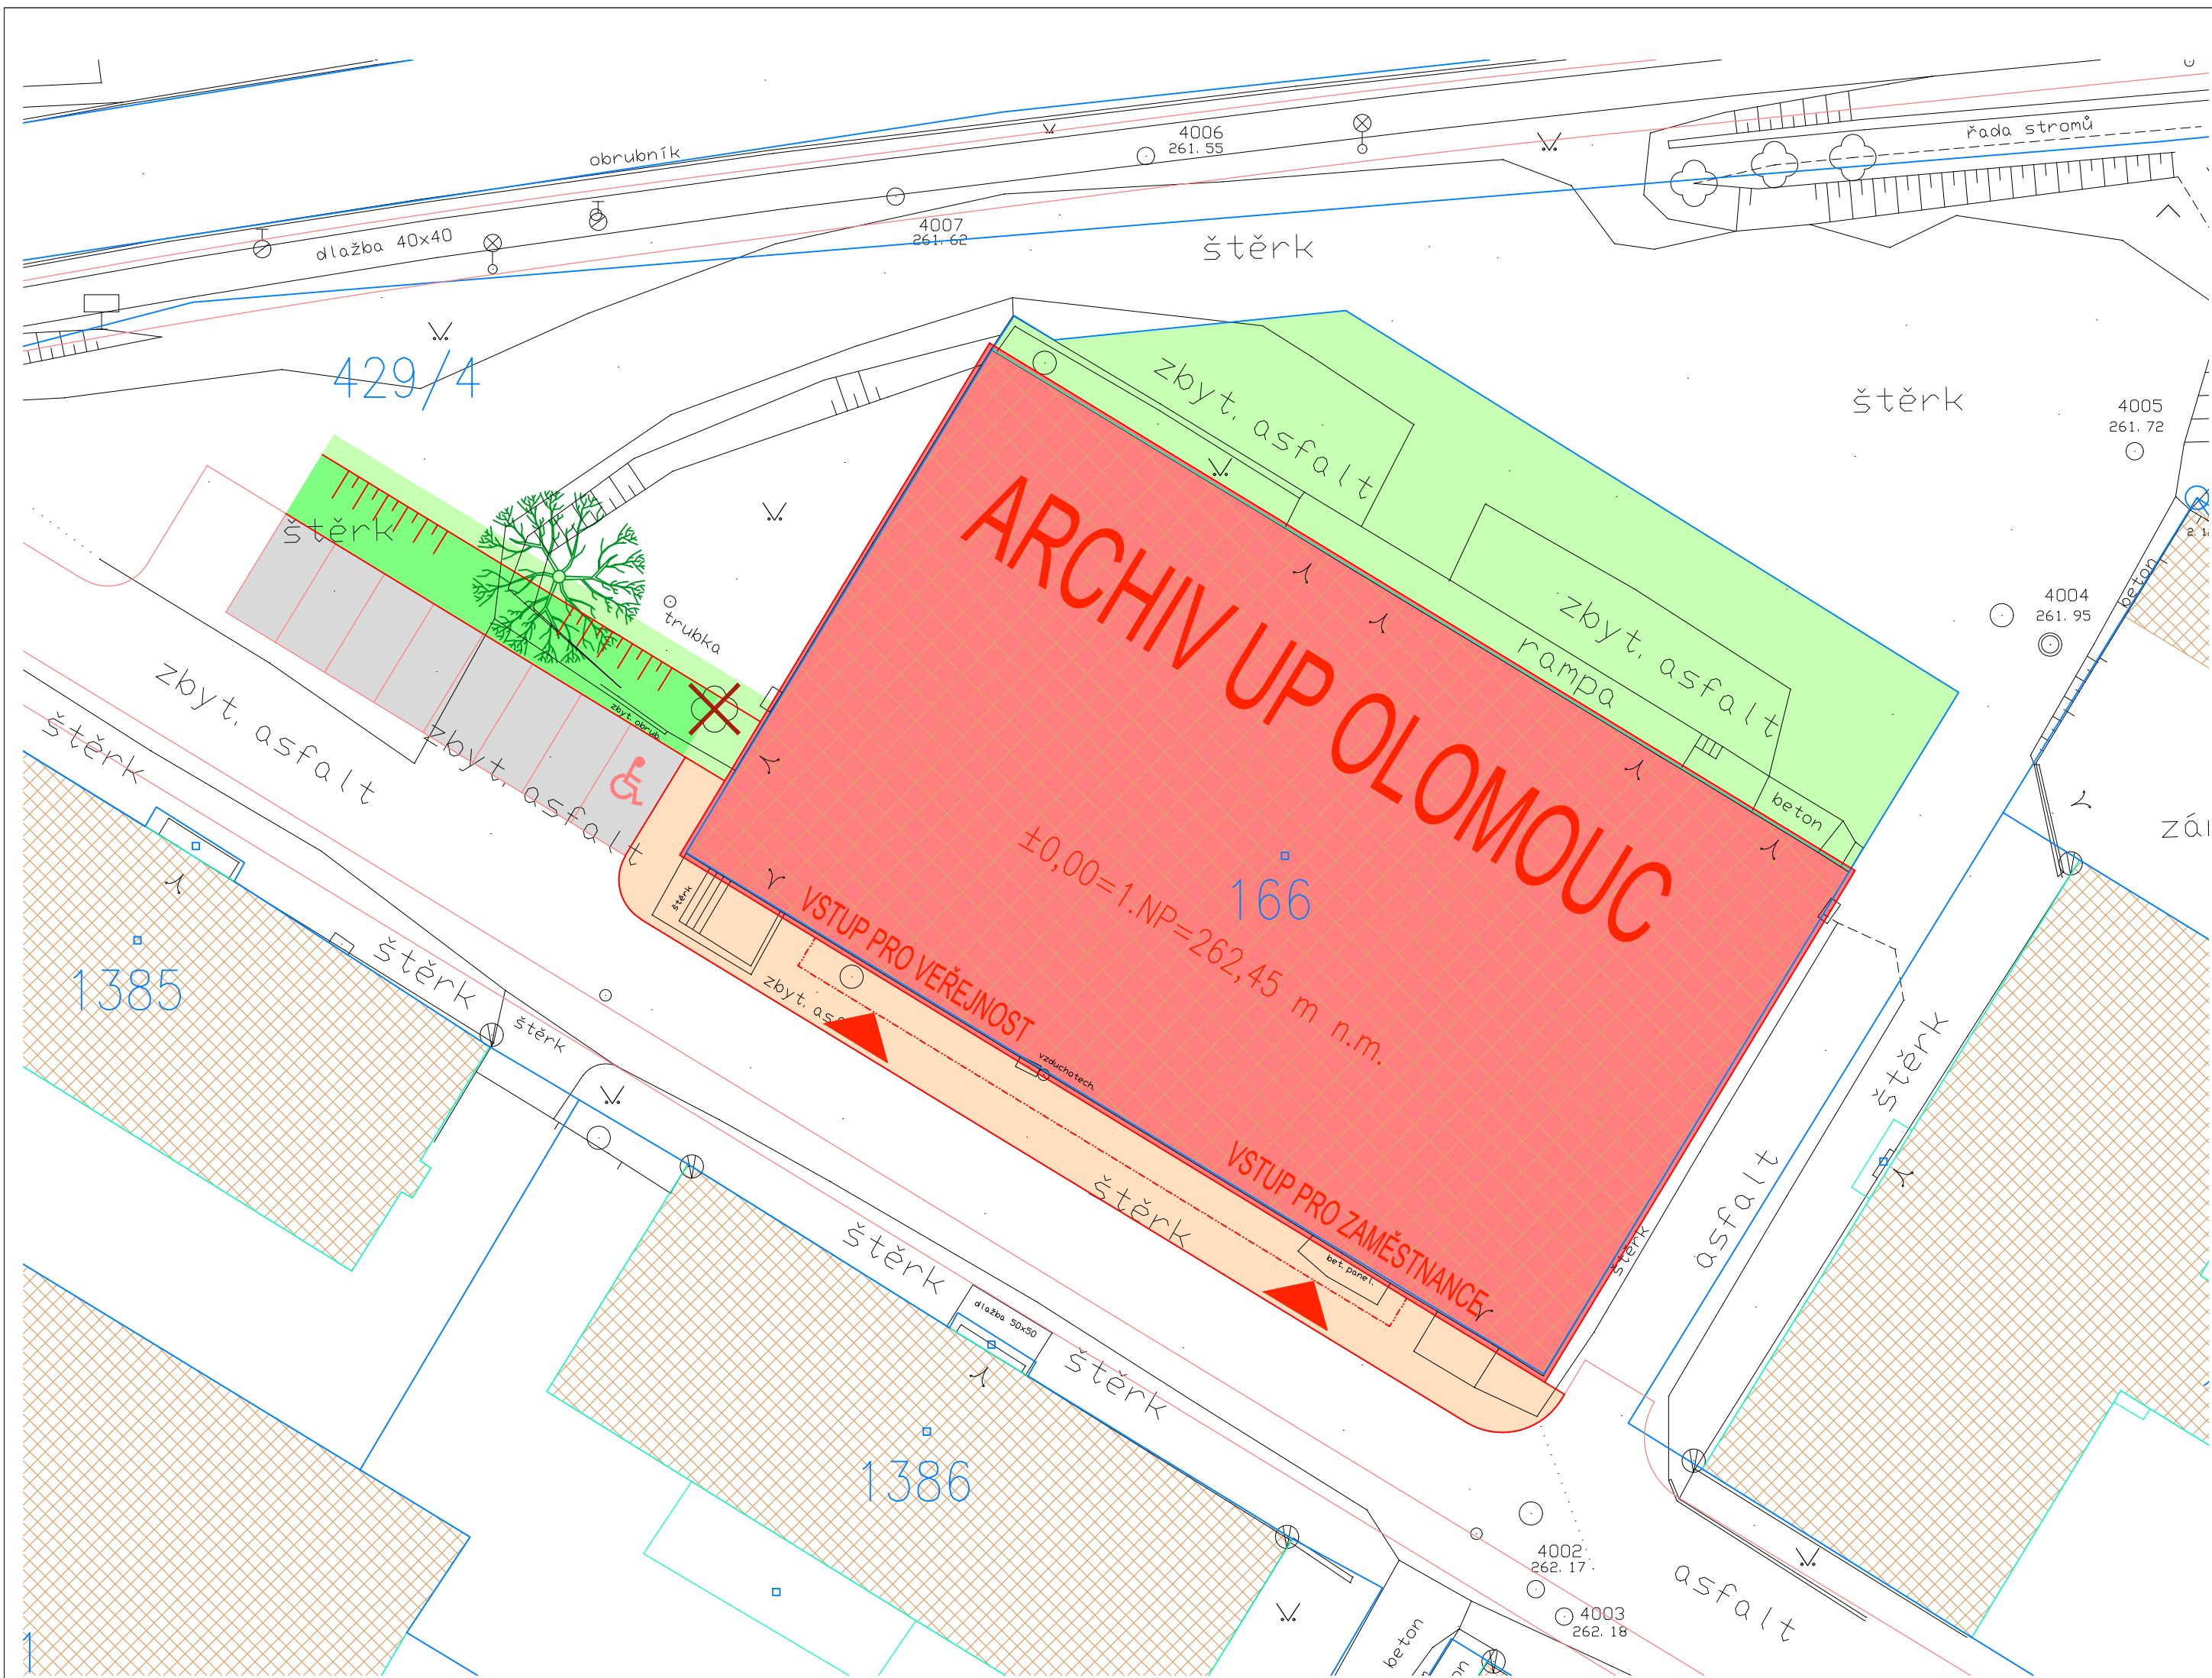 4006
261.55
řada stromů
obrubník
dlažba 40x40
4007
261.62
štěrk
429/4
zbyt. asfalt
štěrk
4005
261.72
štěrk
ARCHIV UP OLOMOUC
beton
4004
261.95
trubka
zbyt. asfalt
rampa
zbyt. asfalt
štěrk
zbyt. obrub.
zbyt. asfalt
beton
±0,00=1.NP=262,45 m n.m.
166
štěrk
VSTUP PRO VEŘEJNOST
1385
štěrk
štěrk
zbyt. asf
vzduchotech.
štěrk
asfalt
VSTUP PRO ZAMĚSTNANCE
štěrk
bet. panel.
štěrk
štěrk
dlažba 50x50
štěrk
1386
4002
262.17
asfalt
4003
262.18
beton
1